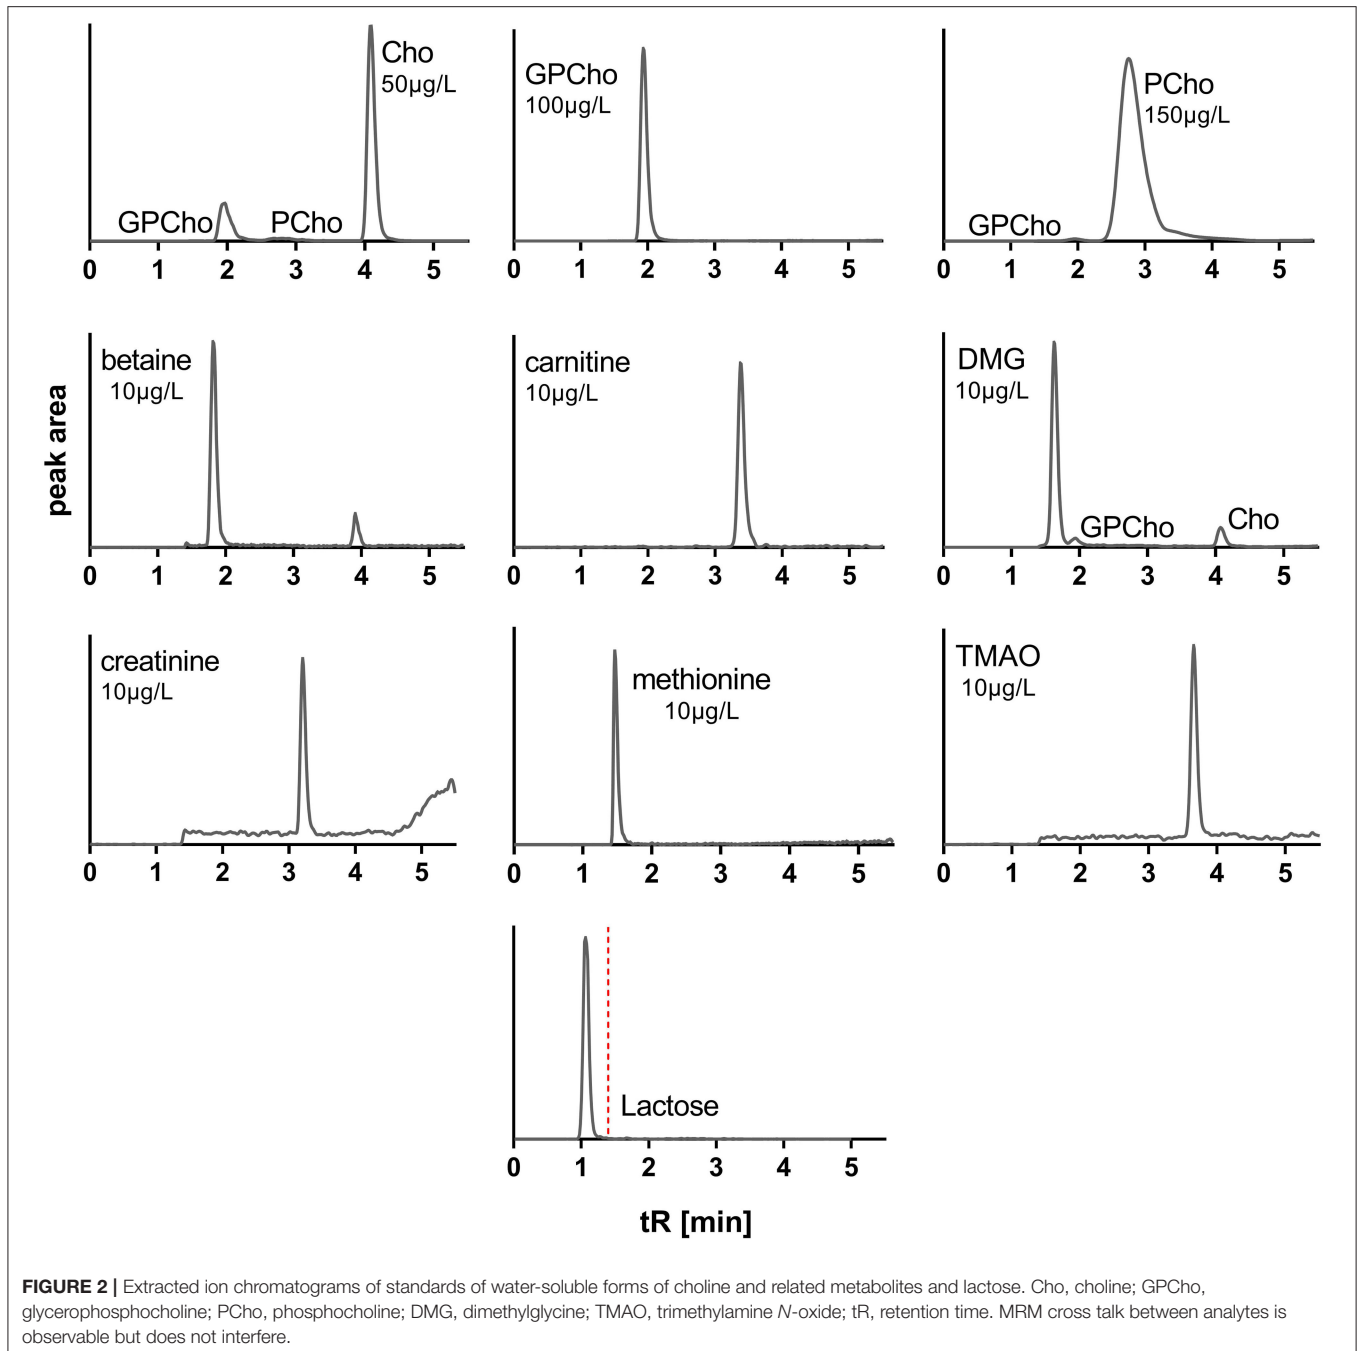 Cho
50µg/L
GPCho
PCho
0 1 2 3 4 5
GPCho
100µg/L
0 1 2 3 4 5
PCho
150µg/L
GPCho
0 1 2 3 4 5
peak area
betaine
10µg/L
0 1 2 3 4 5
carnitine
10µg/L
0 1 2 3 4 5
DMG
10µg/L
GPCho
Cho
0 1 2 3 4 5
creatinine
10µg/L
0 1 2 3 4 5
methionine
10µg/L
0 1 2 3 4 5
TMAO
10µg/L
0 1 2 3 4 5
Lactose
0 1 2 3 4 5
tR [min]
FIGURE 2 | Extracted ion chromatograms of standards of water-soluble forms of choline and related metabolites and lactose. Cho, choline; GPCho,
glycerophosphocholine; PCho, phosphocholine; DMG, dimethylglycine; TMAO, trimethylamine N-oxide; tR, retention time. MRM cross talk between analytes is
observable but does not interfere.